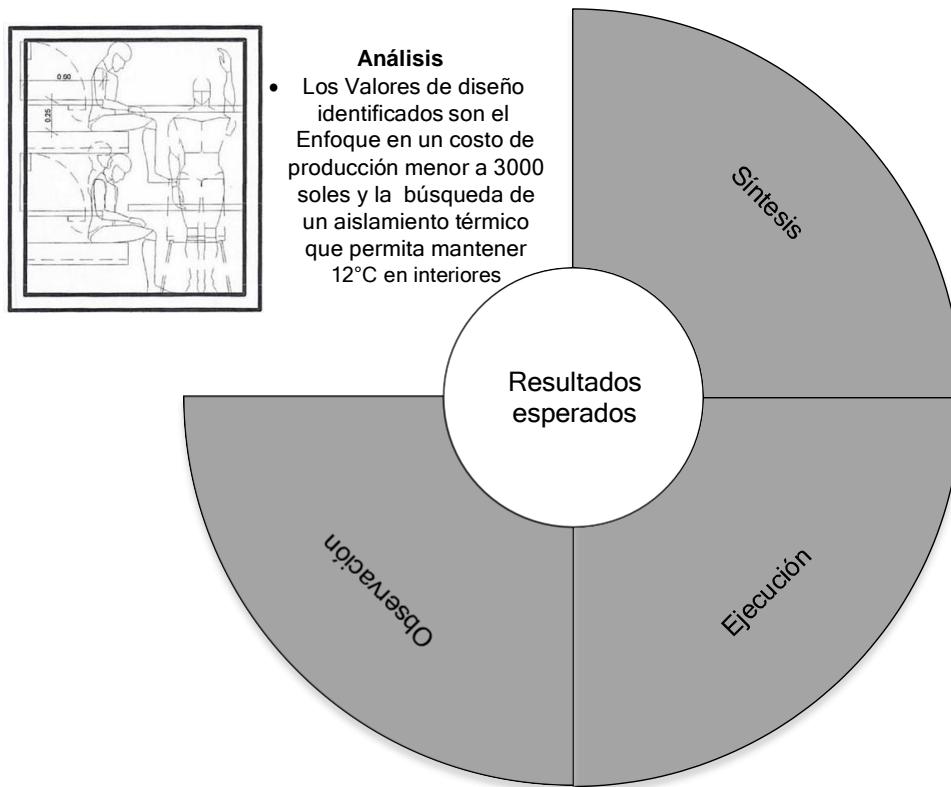 0.60
0.25
Análisis
• Los Valores de diseño
identificados son el
Enfoque en un costo de
producción menor a 3000
soles y la búsqueda de
un aislamiento térmico
que permita mantener
12°C en interiores
Síntesis
Resultados
esperados
Observación
Ejecución